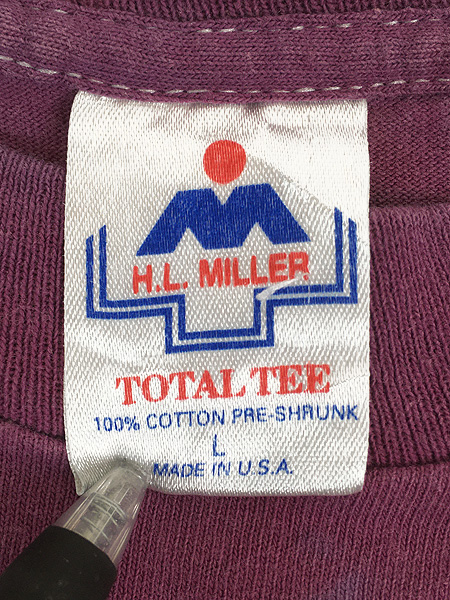 H.L. MILLER
TOTAL TEE
100% COTTON PRE-SHRUNK
L
MADE IN U.S.A.